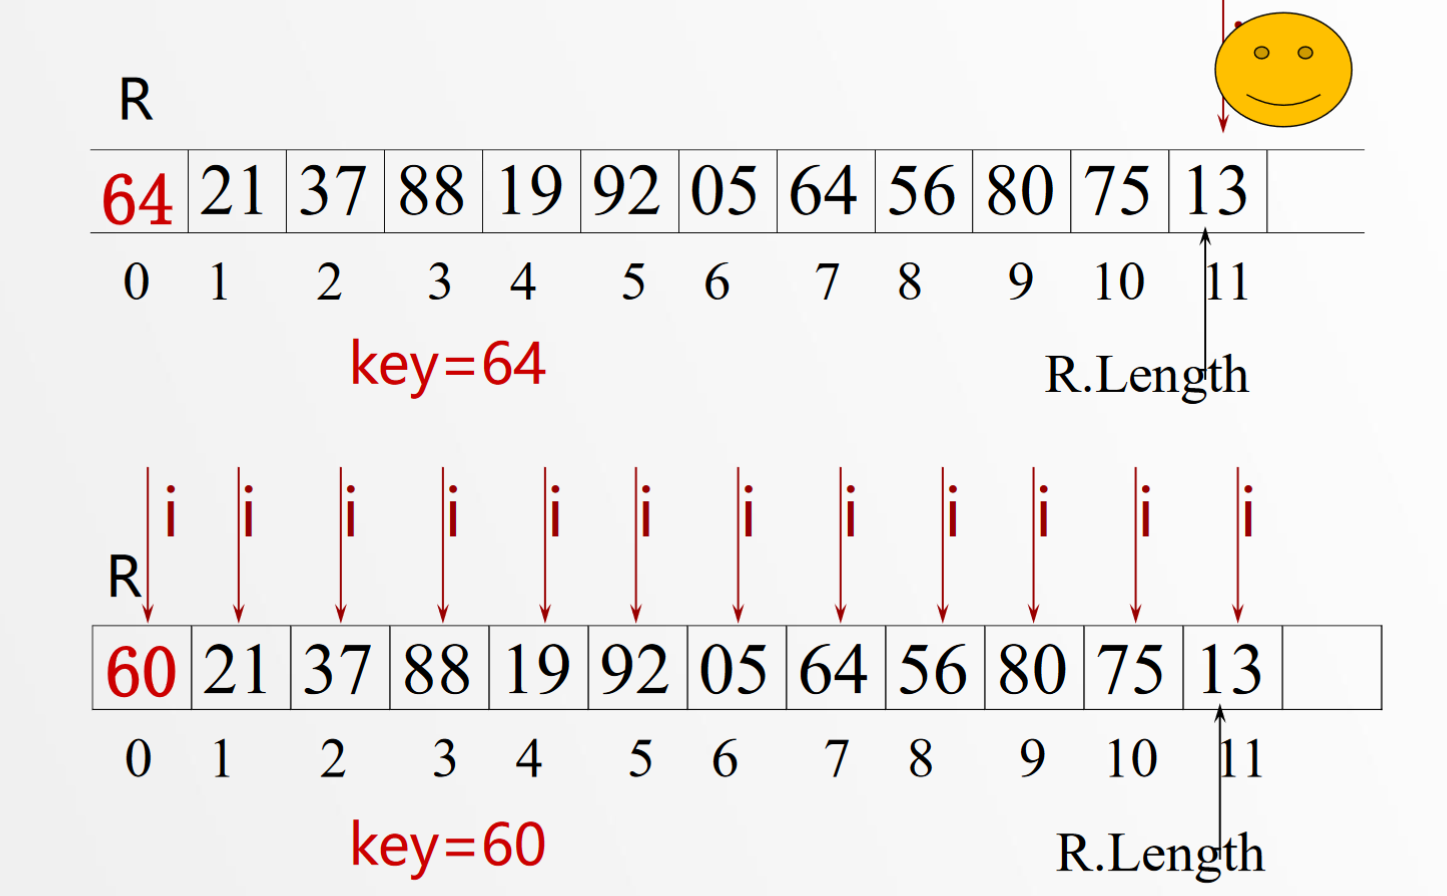 R
64 21 37 88 19 92 05 64 56 80 75 13
0 1 2 3 4 5 6 7 8 9 10 11
key=64
R.Length
i i i i i i i i i i i i
R
60 21 37 88 19 92 05 64 56 80 75 13
0 1 2 3 4 5 6 7 8 9 10 11
key=60
R.Length